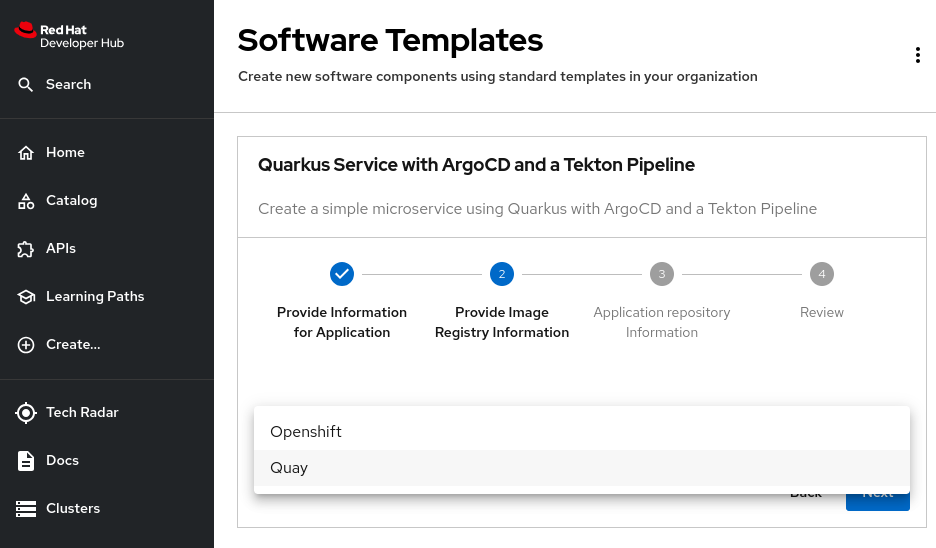 Red Hat
Developer Hub
Search
Home
Catalog
APIs
Learning Paths
Create...
Tech Radar
Docs
Clusters
Software Templates
Create new software components using standard templates in your organization
Quarkus Service with ArgoCD and a Tekton Pipeline
Create a simple microservice using Quarkus with ArgoCD and a Tekton Pipeline
2
3
4
Provide Information
for Application
Provide Image
Registry Information
Application repository
Information
Review
Openshift
Quay
Back
Next